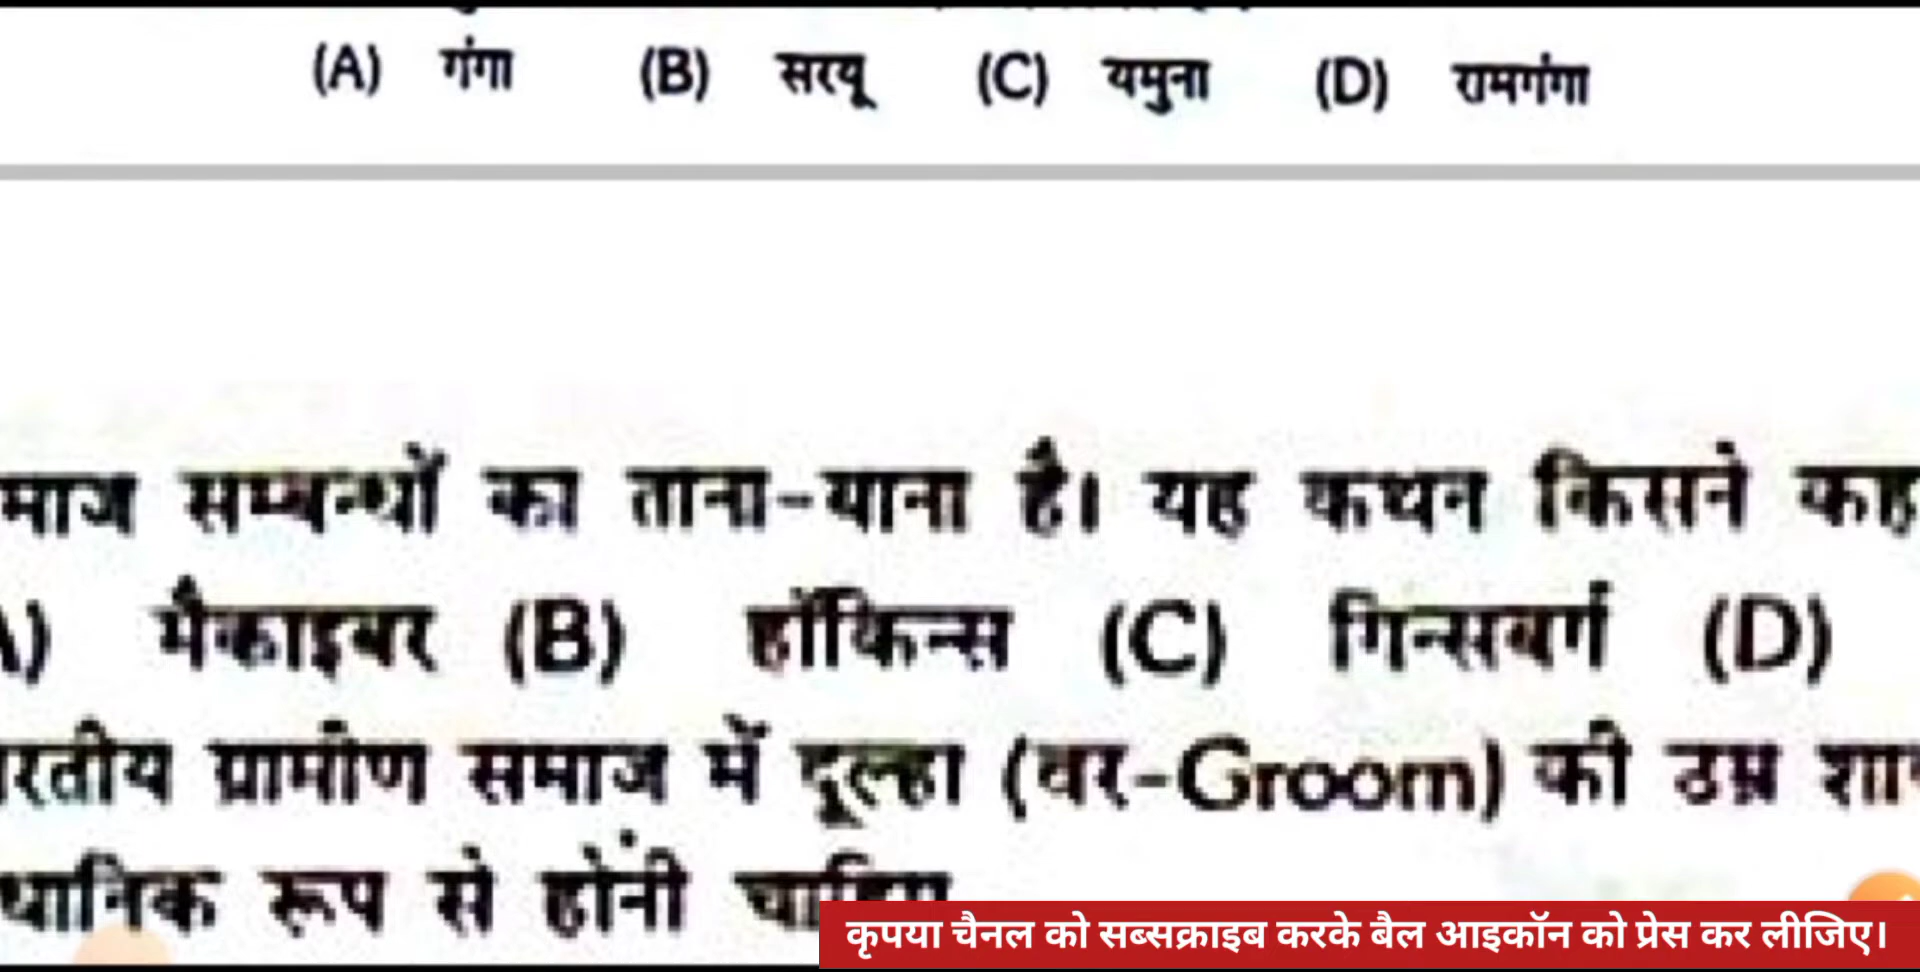 (A) गंगा (B) सरयू (C) यमुना (D) रामगंगा
माज सम्बन्धों का ताना-बाना है। यह कथन किसने कह
A) मैकाइवर (B) हॉकिन्स (C) गिन्सबर्ग (D)
रतीय ग्रामीण समाज में दूल्हा (वर-Groom) की उम्र शा
धानिक रूप से होनी चाहिए
कृपया चैनल को सब्सक्राइब करके बैल आइकॉन को प्रेस कर लीजिए।